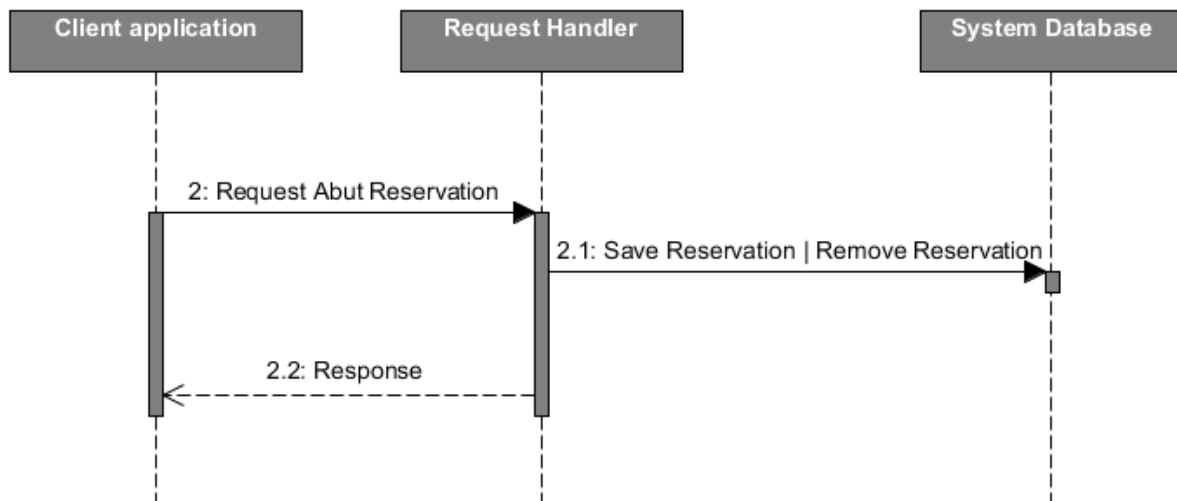 Client application
Request Handler
System Database
2: Request Abut Reservation
2.1: Save Reservation | Remove Reservation
2.2: Response